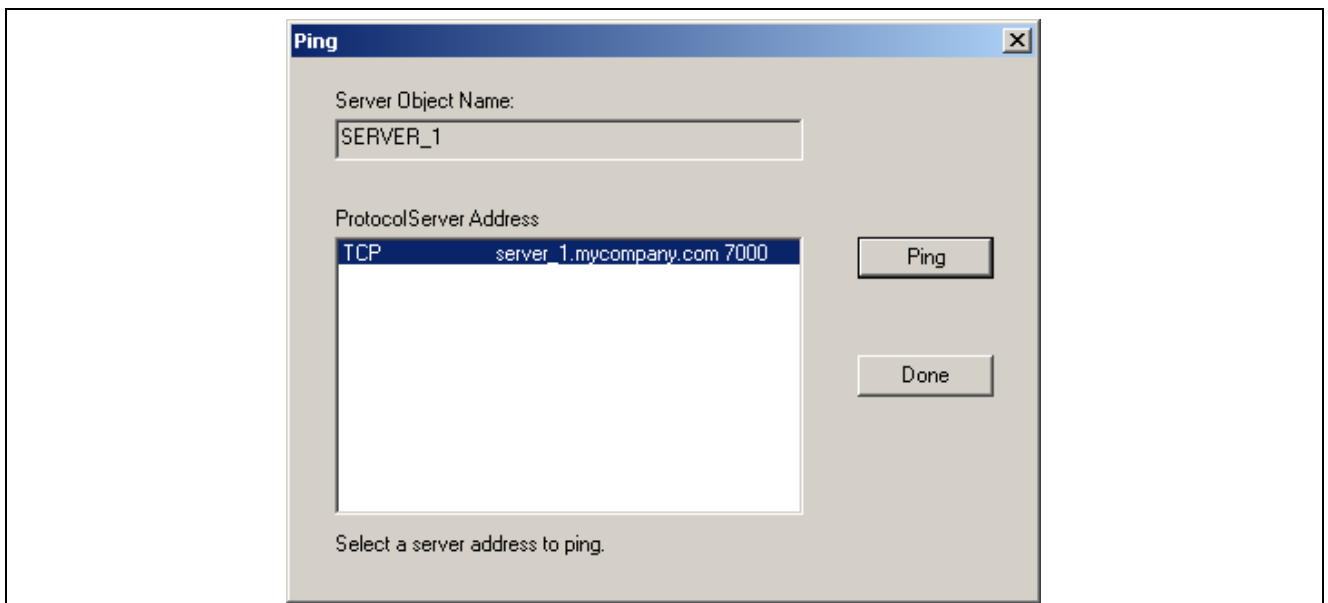 Ping
Server Object Name:
SERVER_1
ProtocolServer Address
TCP server_1.mycompany.com 7000
Ping
Done
Select a server address to ping.